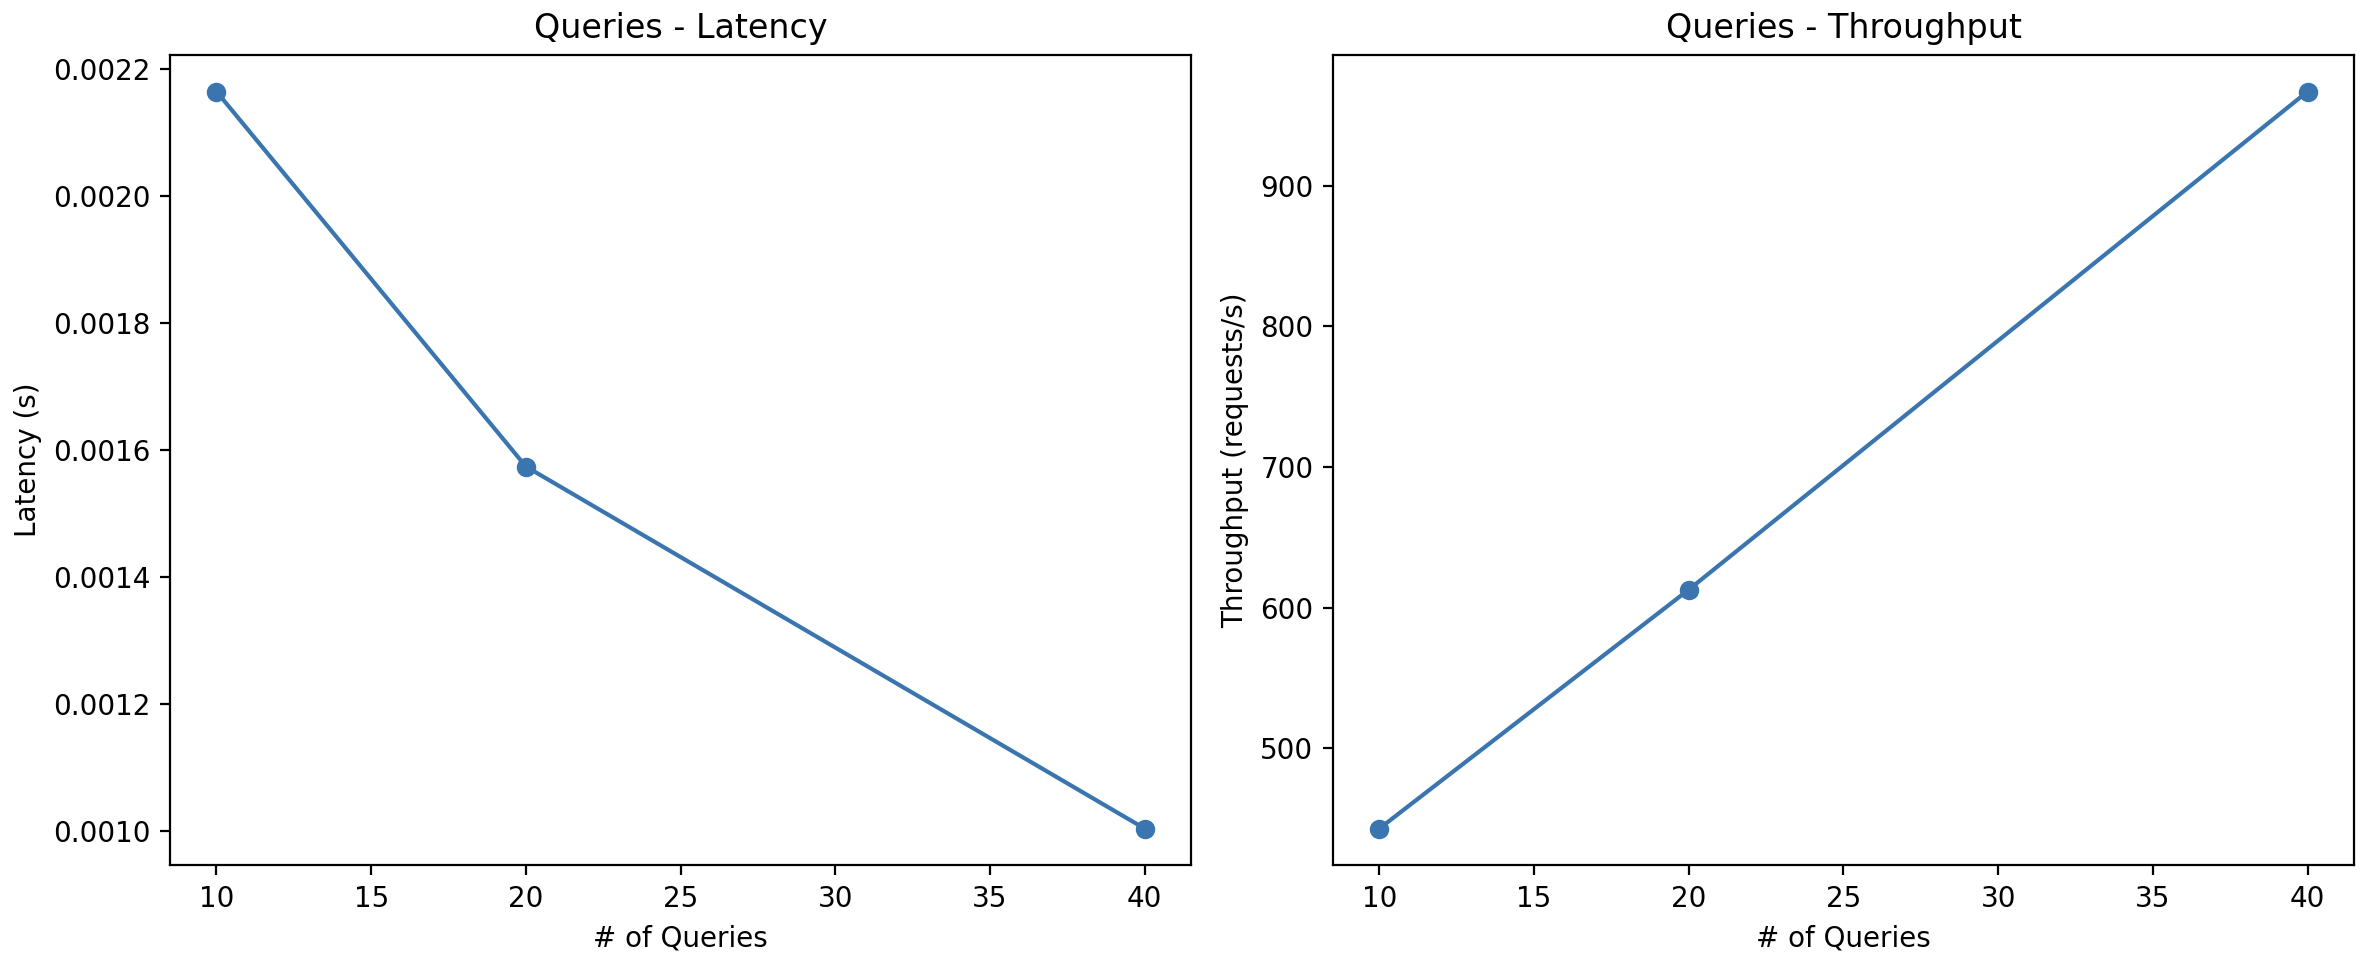 Queries - Latency
0.0022
0.0020
0.0018
0.0016
0.0014
0.0012
0.0010
Latency (s)
10 15 20 25 30 35 40
# of Queries
Queries - Throughput
900
800
700
600
500
Throughput (requests/s)
10 15 20 25 30 35 40
# of Queries